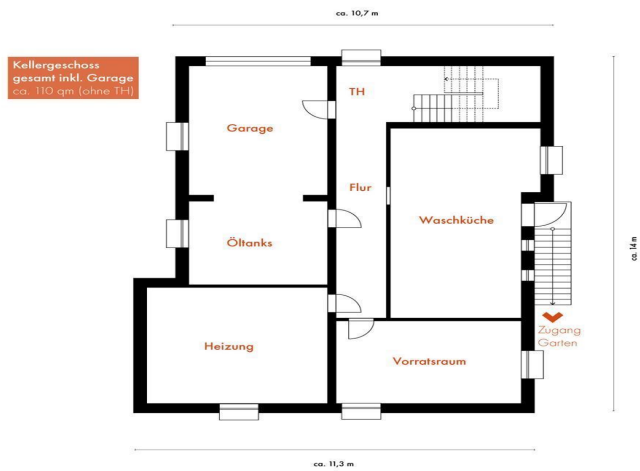 ca. 10,7 m
Kellergeschoss
gesamt inkl. Garage
ca. 110 qm (ohne TH)
TH
Garage
Flur
Waschküche
Öltanks
ca. 14 m
Zugang
Garten
Heizung
Vorratsraum
ca. 11,3 m